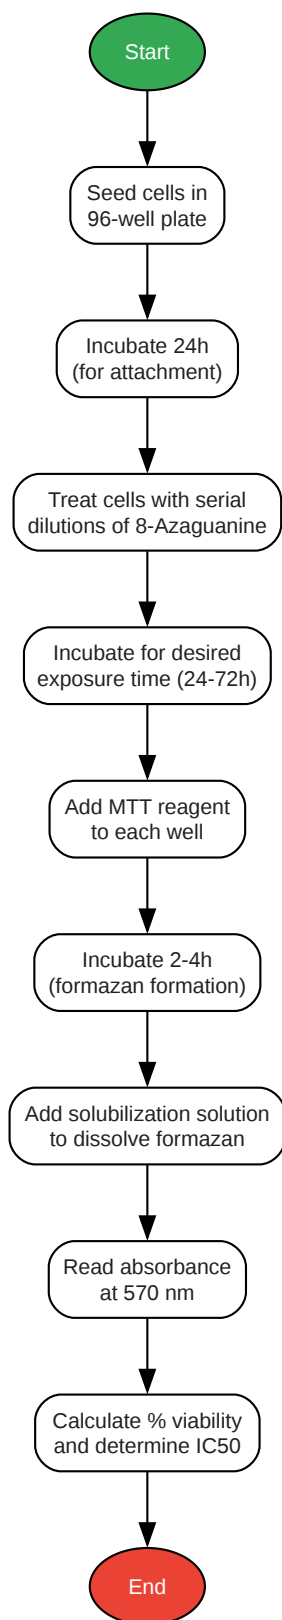 Start
Seed cells in
96-well plate
Incubate 24h
(for attachment)
Treat cells with serial
dilutions of 8-Azaguanine
Incubate for desired
exposure time (24-72h)
Add MTT reagent
to each well
Incubate 2-4h
(formazan formation)
Add solubilization solution
to dissolve formazan
Read absorbance
at 570 nm
Calculate % viability
and determine IC50
End